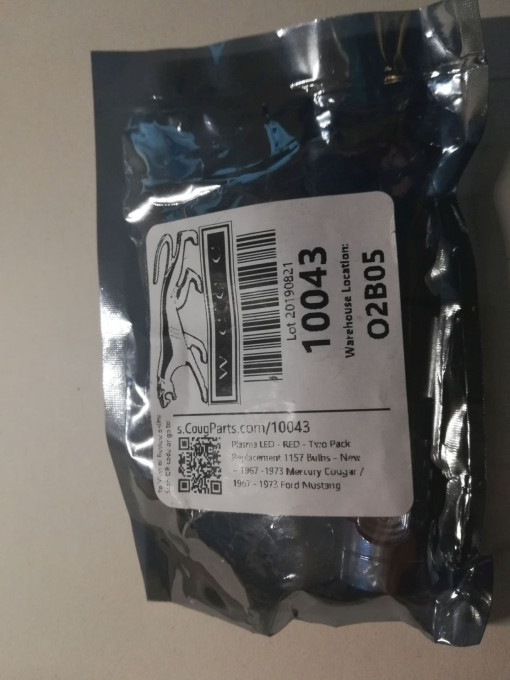 W C C C
Lot 20190821
10043
Warehouse Location:
O2B05
s.CougParts.com/10043
Plasma LED - RED - Two Pack
Replacement 1157 Bulbs - New
- 1967 -1973 Mercury Cougar /
1967 - 1973 Ford Mustang